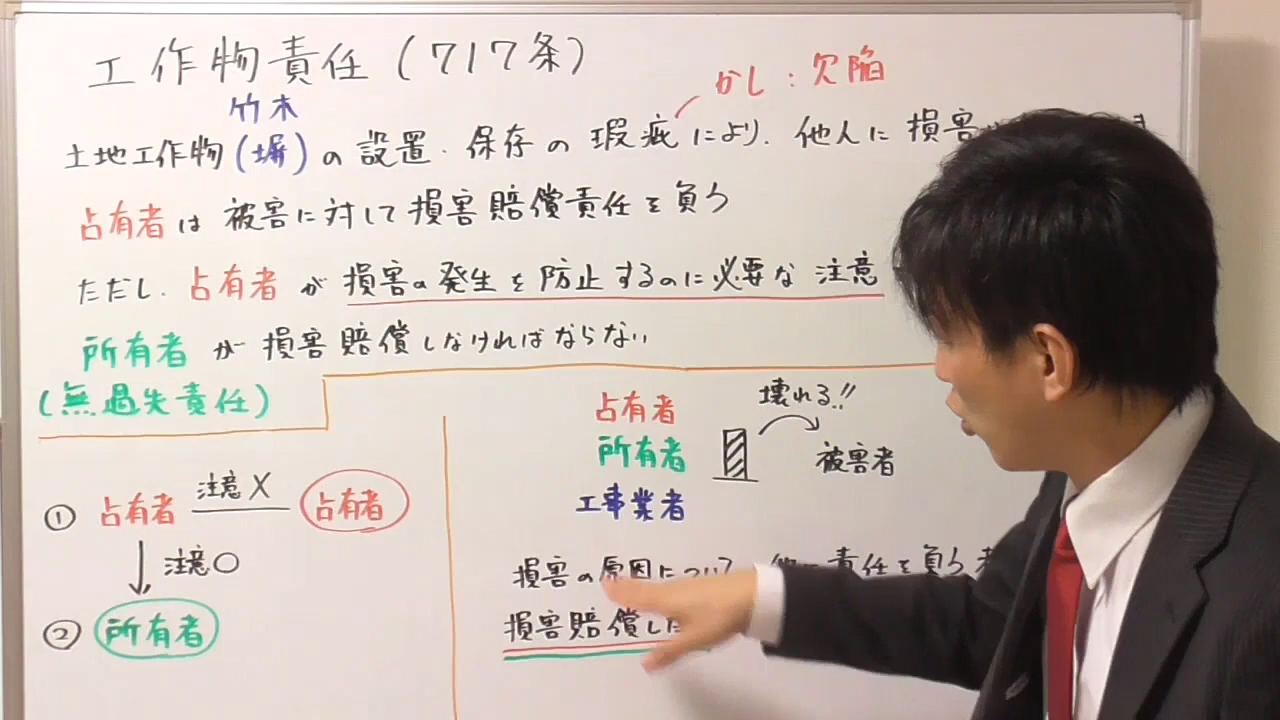 工作物責任（717条）
かし：欠陥
竹木
土地工作物（塀）の設置・保存の瑕疵により、他人に損害
占有者は被害に対して損害賠償責任を負う
ただし、占有者が損害の発生を防止するのに必要な注意
所有者が損害賠償しなければならない
（無過失責任）
① 占有者 注意× 占有者
注意○
② 所有者
占有者 壊れる!!
所有者 被害者
工事業者
損害の原因について 責任を負う
損害賠償した